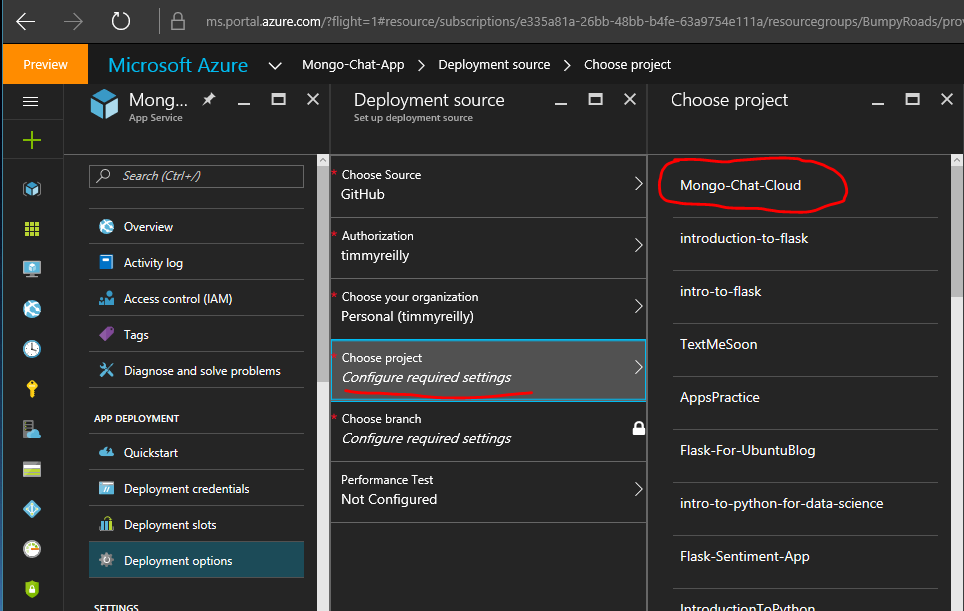 ms.portal.azure.com/?flight=1#resource/subscriptions/e335a81a-26bb-48bb-b4fe-63a9754e111a/resourcegroups/BumpyRoads/pro
Preview
Microsoft Azure
Mongo-Chat-App > Deployment source > Choose project
Mong...
App Service
Search (Ctrl+/)
Overview
Activity log
Access control (IAM)
Tags
Diagnose and solve problems
APP DEPLOYMENT
Quickstart
Deployment credentials
Deployment slots
Deployment options
SETTINGS
Deployment source
Set up deployment source
* Choose Source
GitHub
* Authorization
timmyreilly
* Choose your organization
Personal (timmyreilly)
* Choose project
Configure required settings
* Choose branch
Configure required settings
Performance Test
Not Configured
Choose project
Mongo-Chat-Cloud
introduction-to-flask
intro-to-flask
TextMeSoon
AppsPractice
Flask-For-UbuntuBlog
intro-to-python-for-data-science
Flask-Sentiment-App
IntroductionToPython